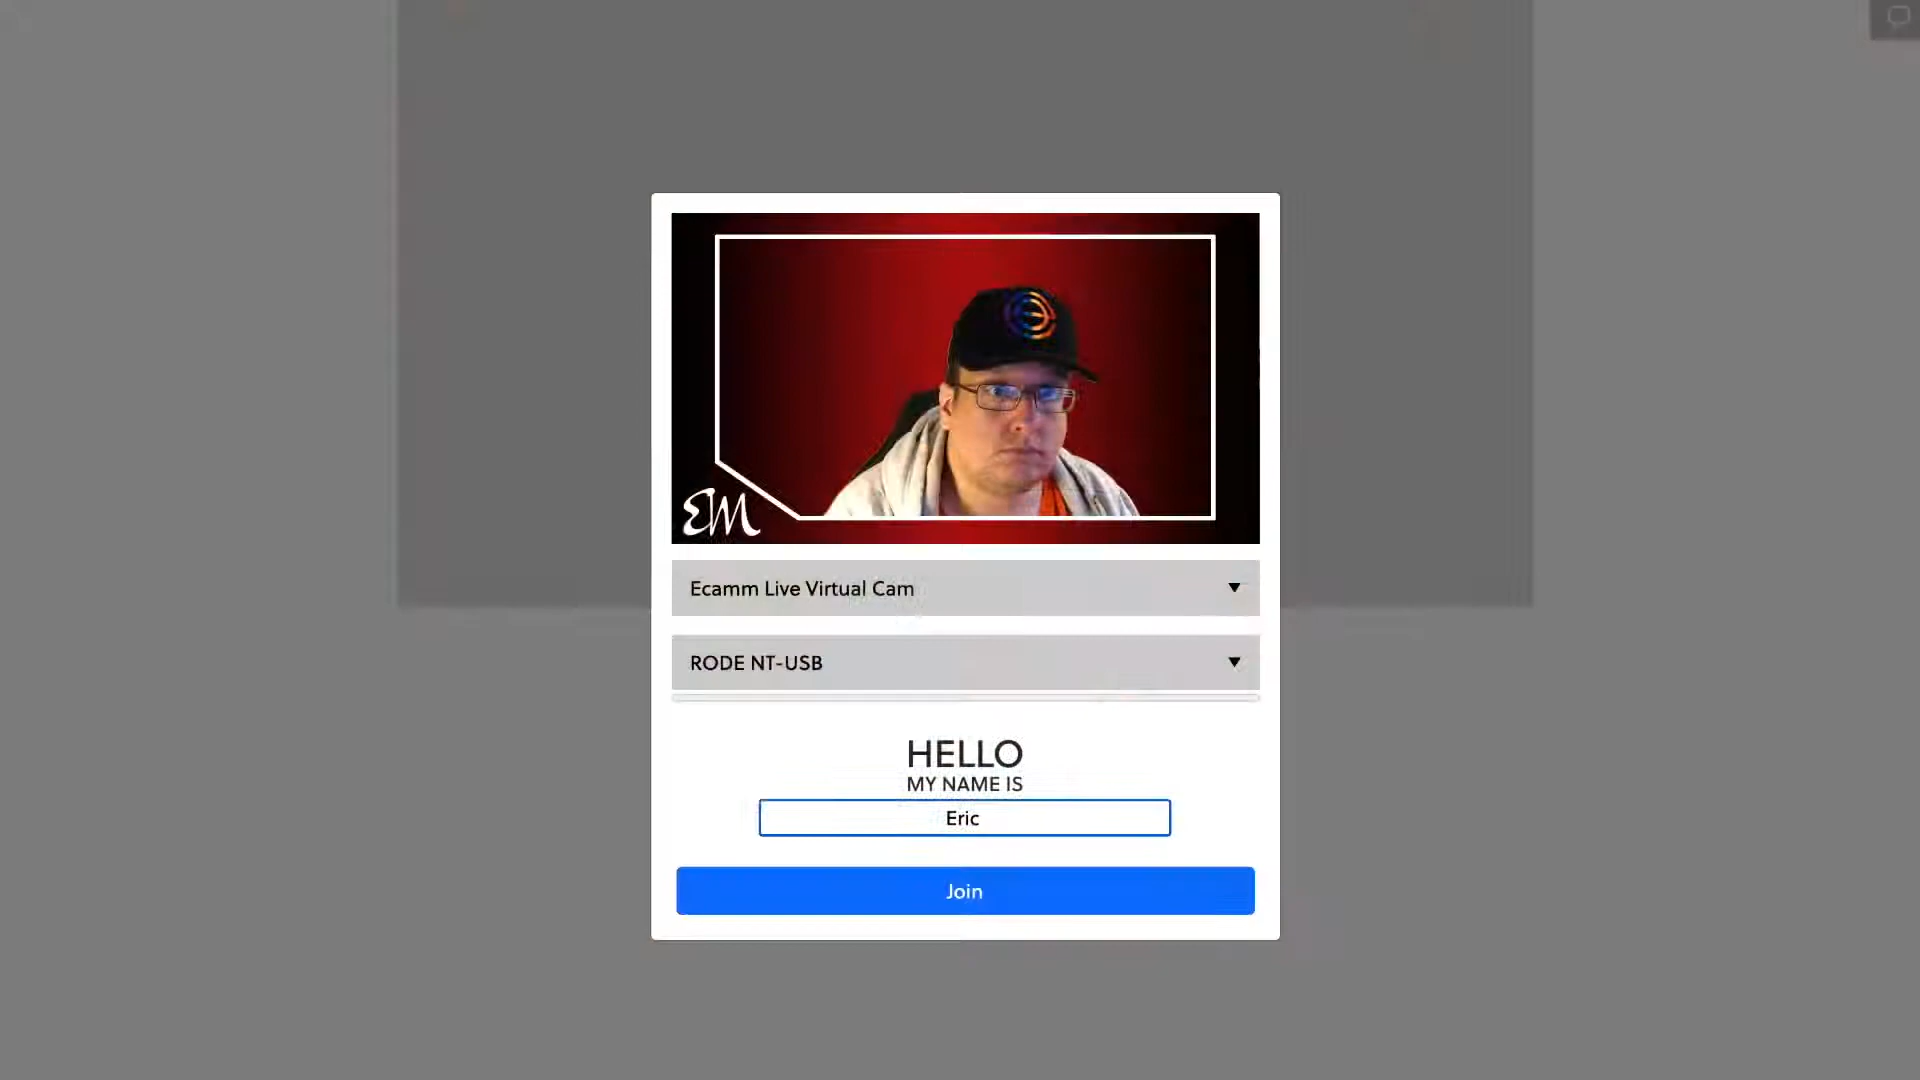 EM
Ecamm Live Virtual Cam
RODE NT-USB
HELLO
MY NAME IS
Eric
Join